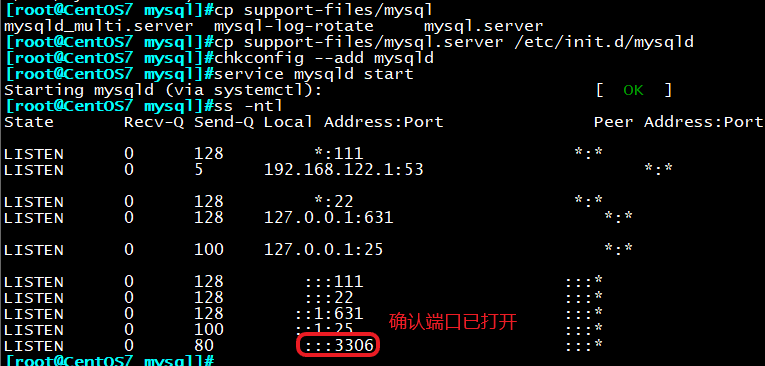 [root@CentOS7 mysql]#cp support-files/mysql
mysqld_multi.server mysql-log-rotate mysql.server
[root@CentOS7 mysql]#cp support-files/mysql.server /etc/init.d/mysqld
[root@CentOS7 mysql]#chkconfig --add mysqld
[root@CentOS7 mysql]#service mysqld start
Starting mysqld (via systemctl): [ OK ]
[root@CentOS7 mysql]#ss -ntl
State Recv-Q Send-Q Local Address:Port Peer Address:Port
LISTEN 0 128 *:111 *:*
LISTEN 0 5 192.168.122.1:53 *:*
LISTEN 0 128 *:22 *:*
LISTEN 0 128 127.0.0.1:631 *:*
LISTEN 0 100 127.0.0.1:25 *:*
LISTEN 0 128 :::111 :::*
LISTEN 0 128 :::22 :::*
LISTEN 0 128 ::1:631 :::*
LISTEN 0 100 ::1:25 :::*
确认端口已打开
LISTEN 0 80 :::3306 :::*
[root@CentOS7 mysql]#